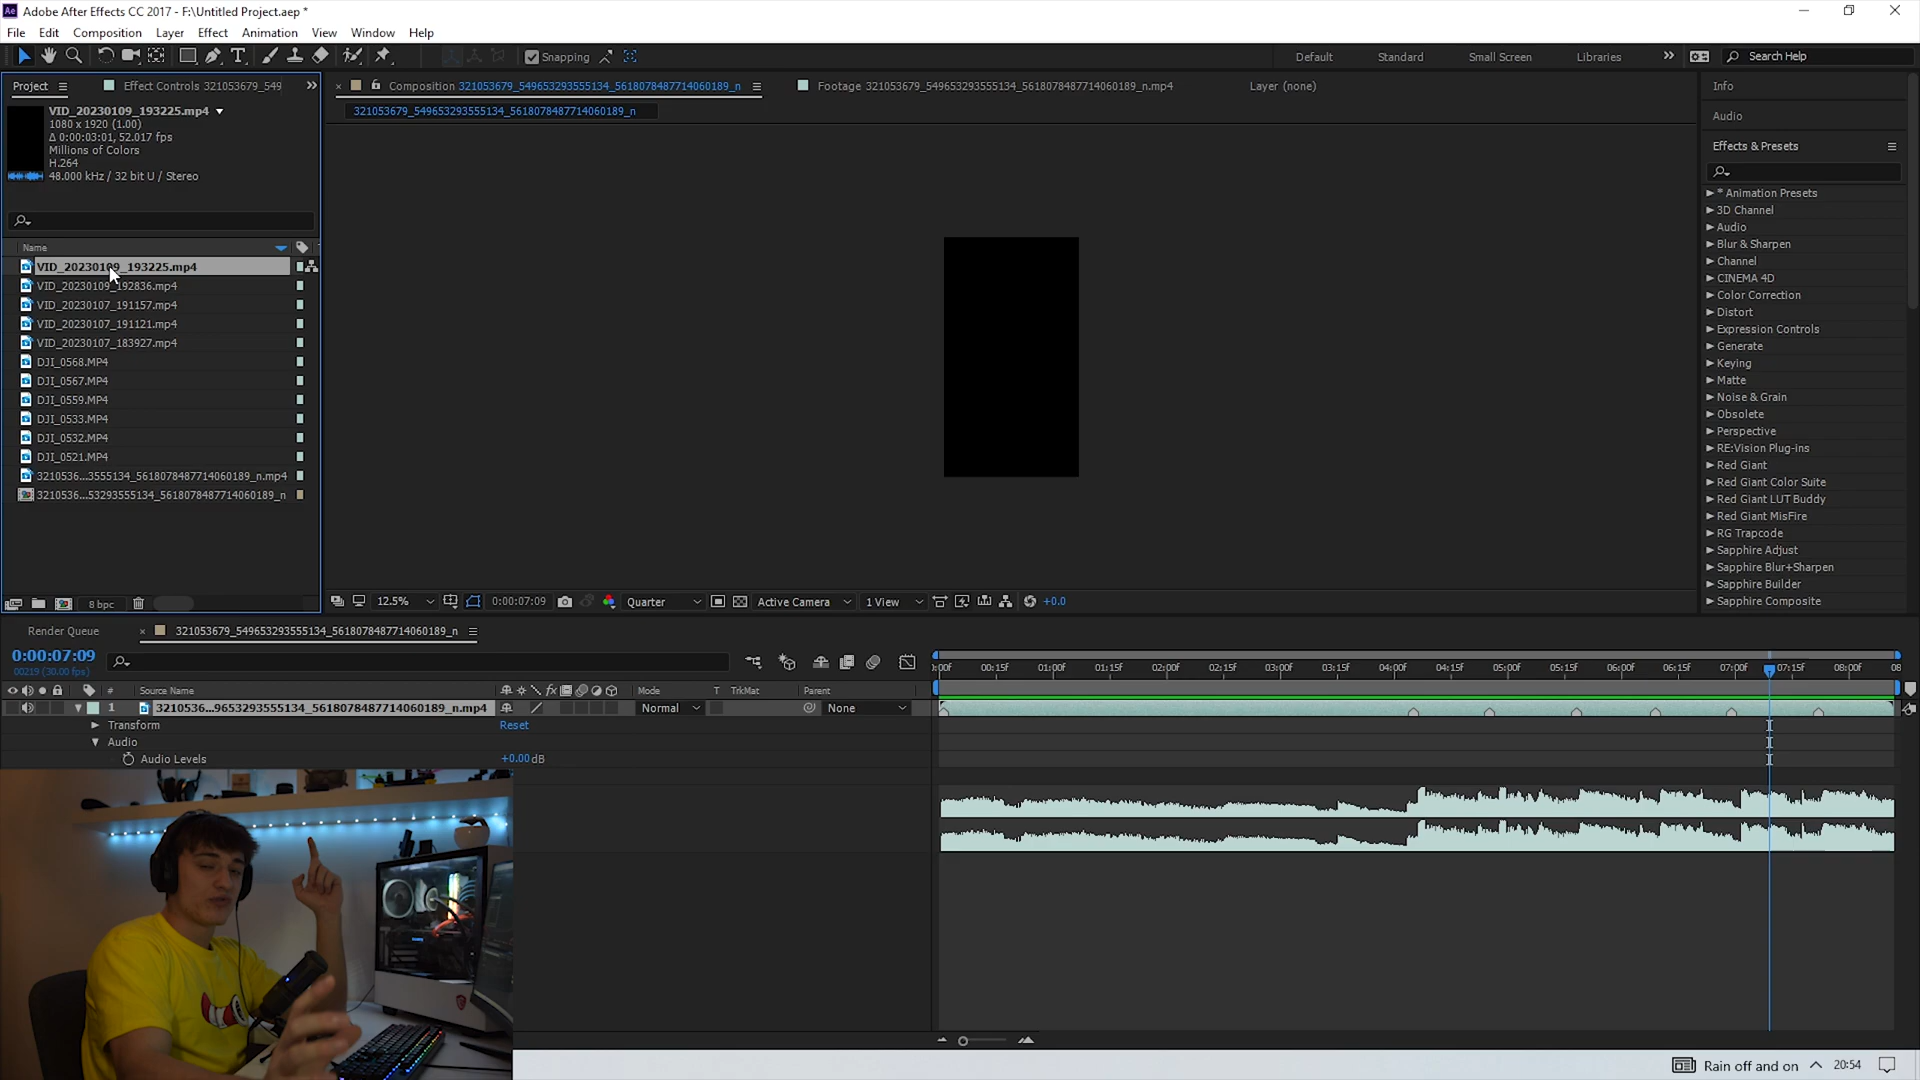 Ae Adobe After Effects CC 2017 - F:\Untitled Project.aep *
File Edit Composition Layer Effect Animation View Window Help
Snapping Default Standard Small Screen Libraries Search Help
Project Effect Controls 321053679_549
Composition 321053679_549653293555134_5618078487714060189_n Footage 321053679_549653293555134_5618078487714060189_n.mp4 Layer (none)
321053679_549653293555134_5618078487714060189_n
VID_20230109_193225.mp4
1080 x 1920 (1.00)
Δ 0:00:03:01, 52.017 fps
Millions of Colors
H.264
48.000 kHz / 32 bit U / Stereo
Name
VID_20230109_193225.mp4
VID_20230109_192836.mp4
VID_20230107_191157.mp4
VID_20230107_191121.mp4
VID_20230107_183927.mp4
DJI_0568.MP4
DJI_0567.MP4
DJI_0559.MP4
DJI_0533.MP4
DJI_0532.MP4
DJI_0521.MP4
3210536...3555134_5618078487714060189_n.mp4
3210536...53293555134_5618078487714060189_n
8 bpc
12.5% 0:00:07:09 Quarter Active Camera 1 View +0.0
Info
Audio
Effects & Presets
* Animation Presets
3D Channel
Audio
Blur & Sharpen
Channel
CINEMA 4D
Color Correction
Distort
Expression Controls
Generate
Keying
Matte
Noise & Grain
Obsolete
Perspective
RE:Vision Plug-ins
Red Giant
Red Giant Color Suite
Red Giant LUT Buddy
Red Giant MisFire
RG Trapcode
Sapphire Adjust
Sapphire Blur+Sharpen
Sapphire Builder
Sapphire Composite
Render Queue 321053679_549653293555134_5618078487714060189_n
0:00:07:09
00219 (30.00 fps)
:00f 00:15f 01:00f 01:15f 02:00f 02:15f 03:00f 03:15f 04:00f 04:15f 05:00f 05:15f 06:00f 06:15f 07:00f 07:15f 08:00f 08
# Source Name Mode T TrkMat Parent
1 3210536...9653293555134_5618078487714060189_n.mp4 Normal None
Transform Reset
Audio
Audio Levels +0.00 dB
Rain off and on 20:54